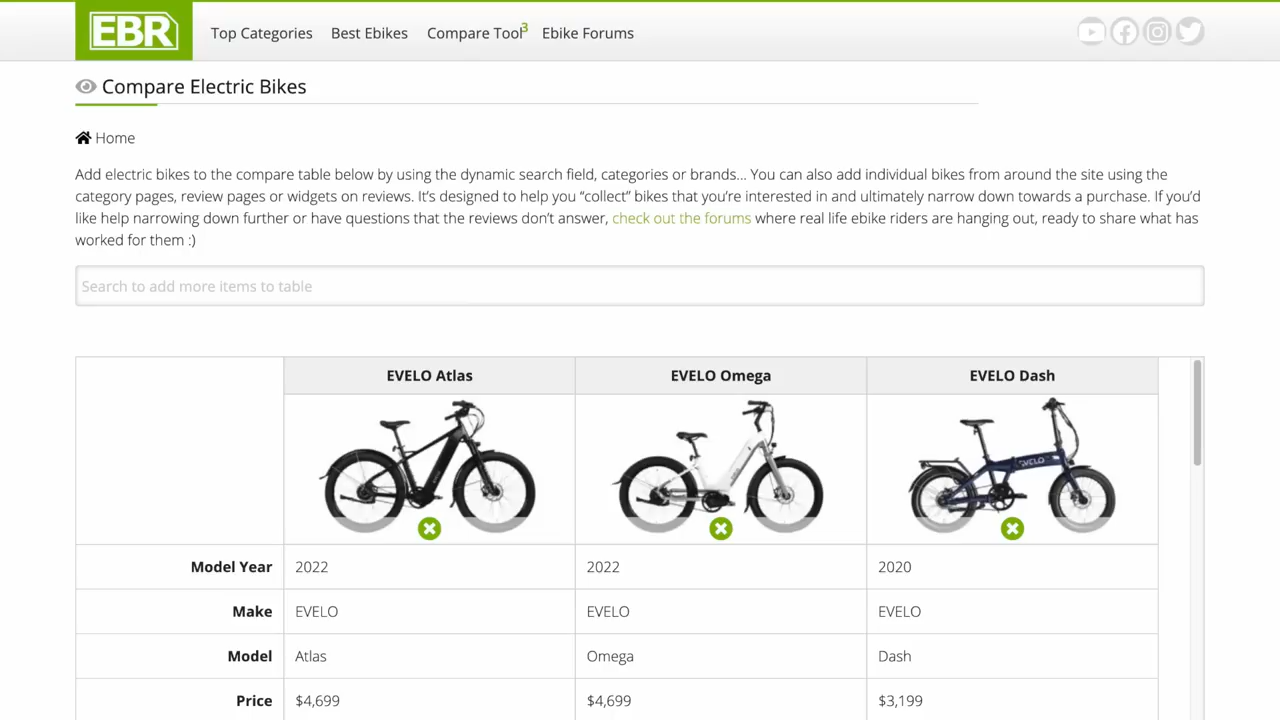 EBR
Top Categories Best Ebikes Compare Tool3 Ebike Forums
Compare Electric Bikes
Home
Add electric bikes to the compare table below by using the dynamic search field, categories or brands... You can also add individual bikes from around the site using the
category pages, review pages or widgets on reviews. It's designed to help you “collect” bikes that you're interested in and ultimately narrow down towards a purchase. If you'd
like help narrowing down further or have questions that the reviews don't answer, check out the forums where real life ebike riders are hanging out, ready to share what has
worked for them :)
Search to add more items to table
EVELO Atlas EVELO Omega EVELO Dash
EVELO
Model Year 2022 2022 2020
Make EVELO EVELO EVELO
Model Atlas Omega Dash
Price $4,699 $4,699 $3,199